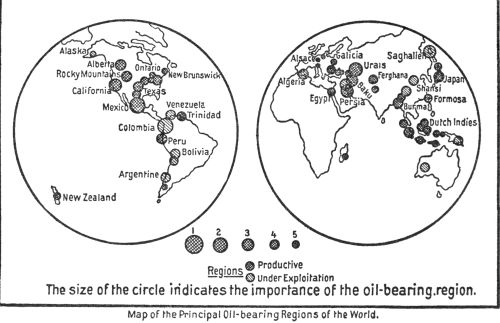 Alaska
Alberta
Rocky Mountains
California
Ontario
New Brunswick
Texas
Mexico
Venezuela
Trinidad
Colombia
Peru
Bolivia
Argentine
New Zealand
Alsace
Galicia
Urals
Saghalien
Algeria
Ferghana
Japan
Baku
Egypt
Persia
Shansi
Formosa
Burmah
Dutch Indies
1 2 3 4 5
Regions
Productive
Under Exploitation
The size of the circle indicates the importance of the oil-bearing.region.
Map of the Principal Oil-bearing Regions of the World.